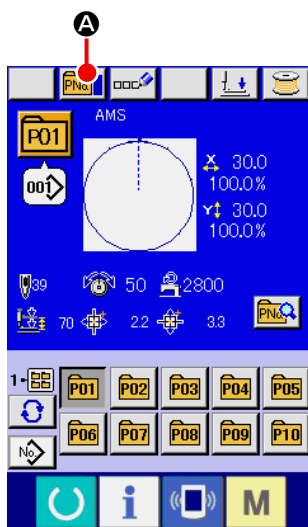 A
PNo.
AMS
P01
001
X 30.0
100.0%
Y 30.0
100.0%
39 50 2800
70 2.2 3.3
PNo.
1-
P01 P02 P03 P04 P05
No.
P06 P07 P08 P09 P10
i M